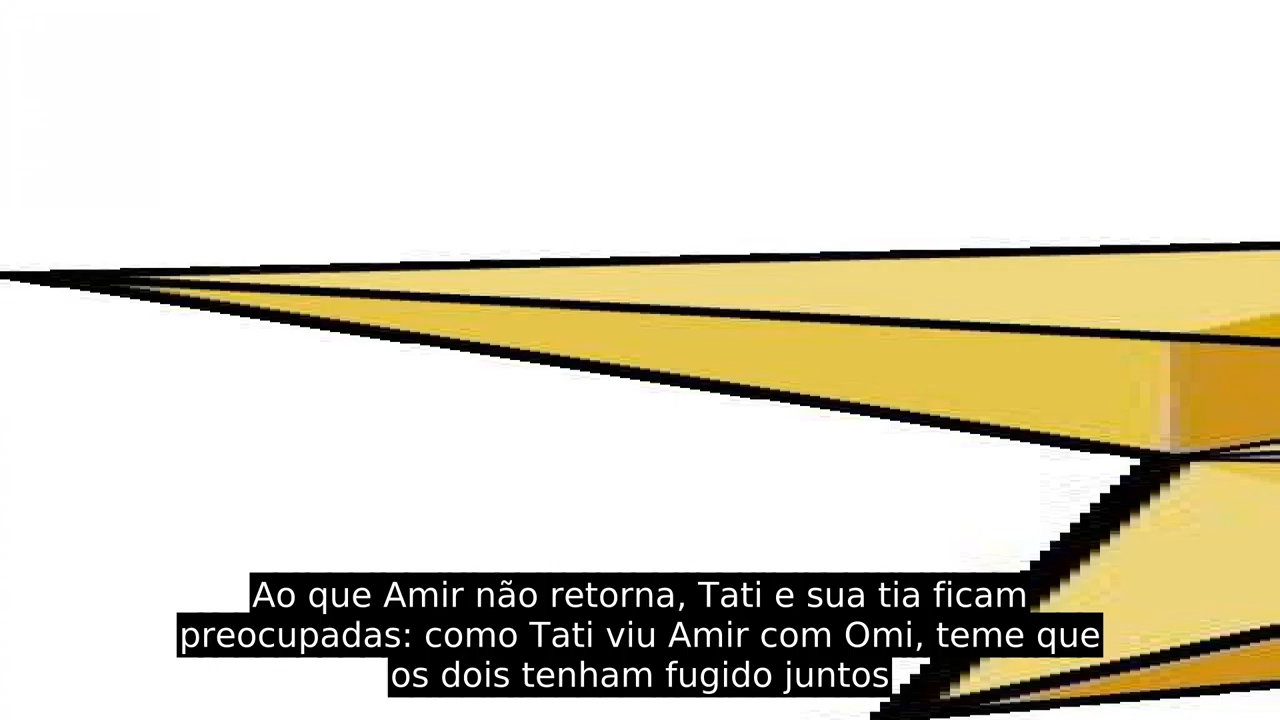 Ao que Amir não retorna, Tati e sua tia ficam
preocupadas: como Tati viu Amir com Omi, teme que
os dois tenham fugido juntos